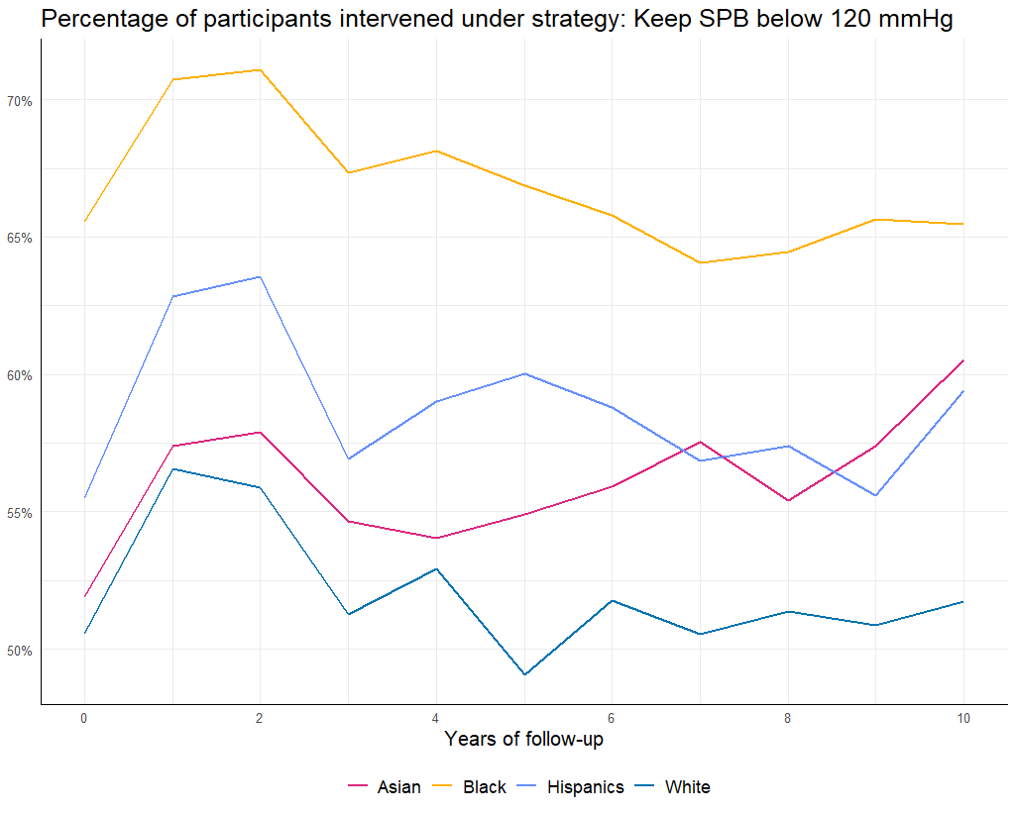 Percentage of participants intervened under strategy: Keep SPB below 120 mmHg
70%
65%
60%
55%
50%
0 2 4 6 8 10
Years of follow-up
Asian Black Hispanics White